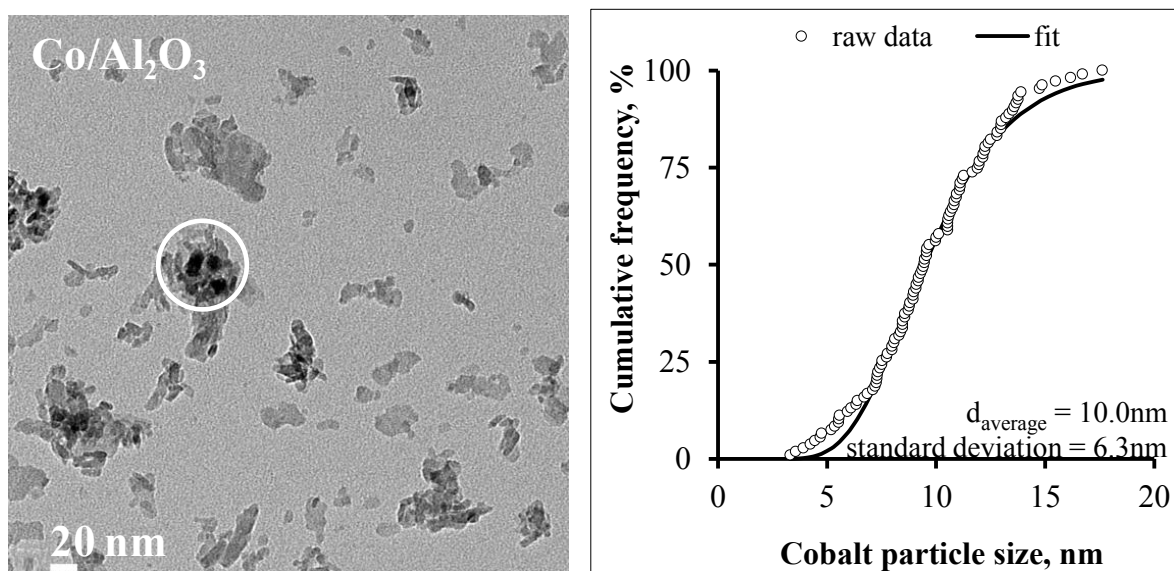 Co/Al₂O₃
20 nm
○ raw data — fit
Cumulative frequency, %
100
75
50
25
0
d_average = 10.0nm
standard deviation = 6.3nm
0 5 10 15 20
Cobalt particle size, nm